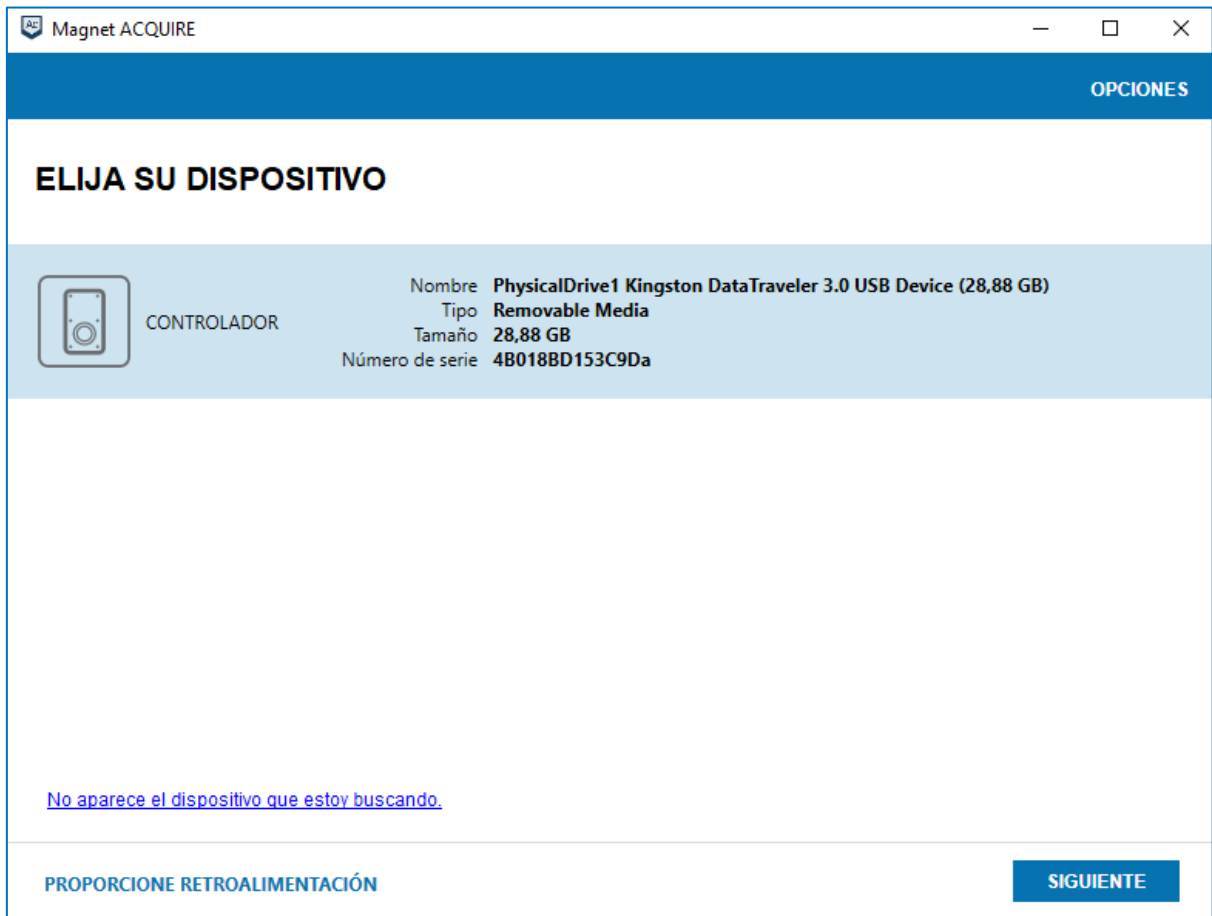 Magnet ACQUIRE
OPCIONES
ELIJA SU DISPOSITIVO
CONTROLADOR
Nombre PhysicalDrive1 Kingston DataTraveler 3.0 USB Device (28,88 GB)
Tipo Removable Media
Tamaño 28,88 GB
Número de serie 4B018BD153C9Da
No aparece el dispositivo que estoy buscando.
PROPORCIONE RETROALIMENTACIÓN
SIGUIENTE